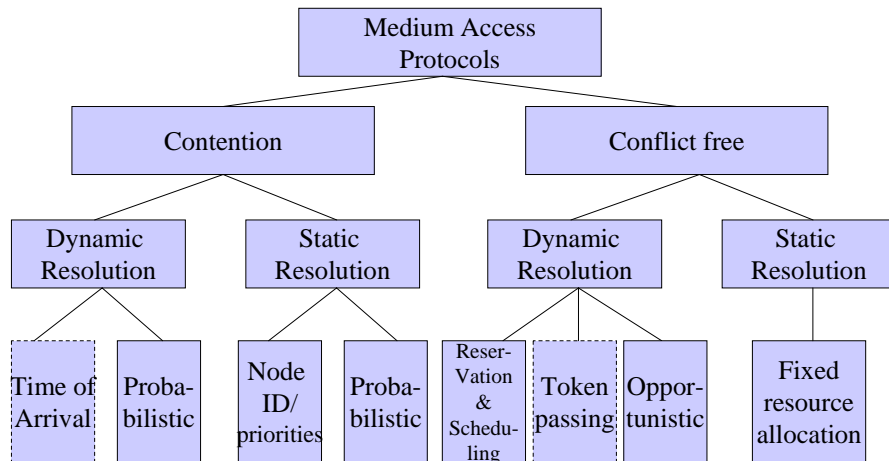 Medium Access
Protocols
Contention
Conflict free
Dynamic
Resolution
Static
Resolution
Dynamic
Resolution
Static
Resolution
Time of
Arrival
Proba-
bilistic
Node
ID/
priorities
Proba-
bilistic
Reser-
Vation
&
Schedu-
ling
Token
passing
Oppor-
tunistic
Fixed
resource
allocation